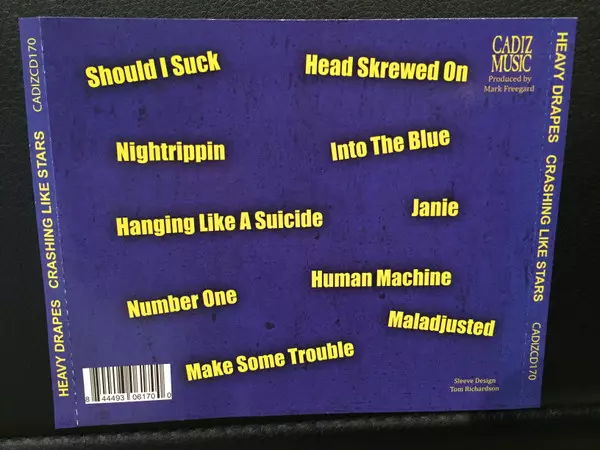 HEAVY DRAPES CRASHING LIKE STARS CADIZCD170
Should I Suck
Head Skrewed On
CADIZ
MUSIC
Produced by
Mark Freegard
Nightrippin
Into The Blue
Hanging Like A Suicide
Janie
Human Machine
Number One
Maladjusted
Make Some Trouble
8 44493 06170 0
Sleeve Design
Tom Richardson
HEAVY DRAPES CRASHING LIKE STARS CADIZCD170